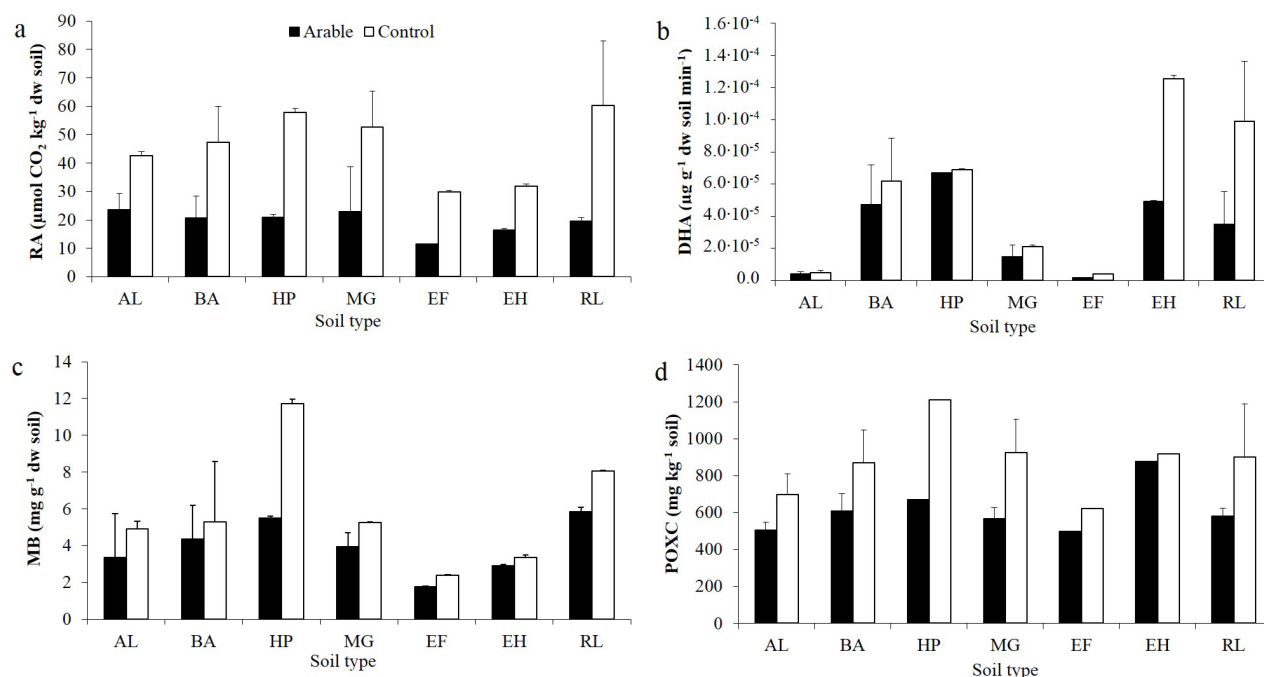 a
Arable Control
90
80
70
60
50
40
30
20
10
0
RA (µmol CO₂ kg⁻¹ dw soil)
AL BA HP MG EF EH RL
Soil type
b
1.6·10⁻⁴
1.4·10⁻⁴
1.2·10⁻⁴
1.0·10⁻⁴
8.0·10⁻⁵
6.0·10⁻⁵
4.0·10⁻⁵
2.0·10⁻⁵
0.0
DHA (µg g⁻¹ dw soil min⁻¹)
AL BA HP MG EF EH RL
Soil type
c
14
12
10
8
6
4
2
0
MB (mg g⁻¹ dw soil)
AL BA HP MG EF EH RL
Soil type
d
1400
1200
1000
800
600
400
200
0
POXC (mg kg⁻¹ soil)
AL BA HP MG EF EH RL
Soil type